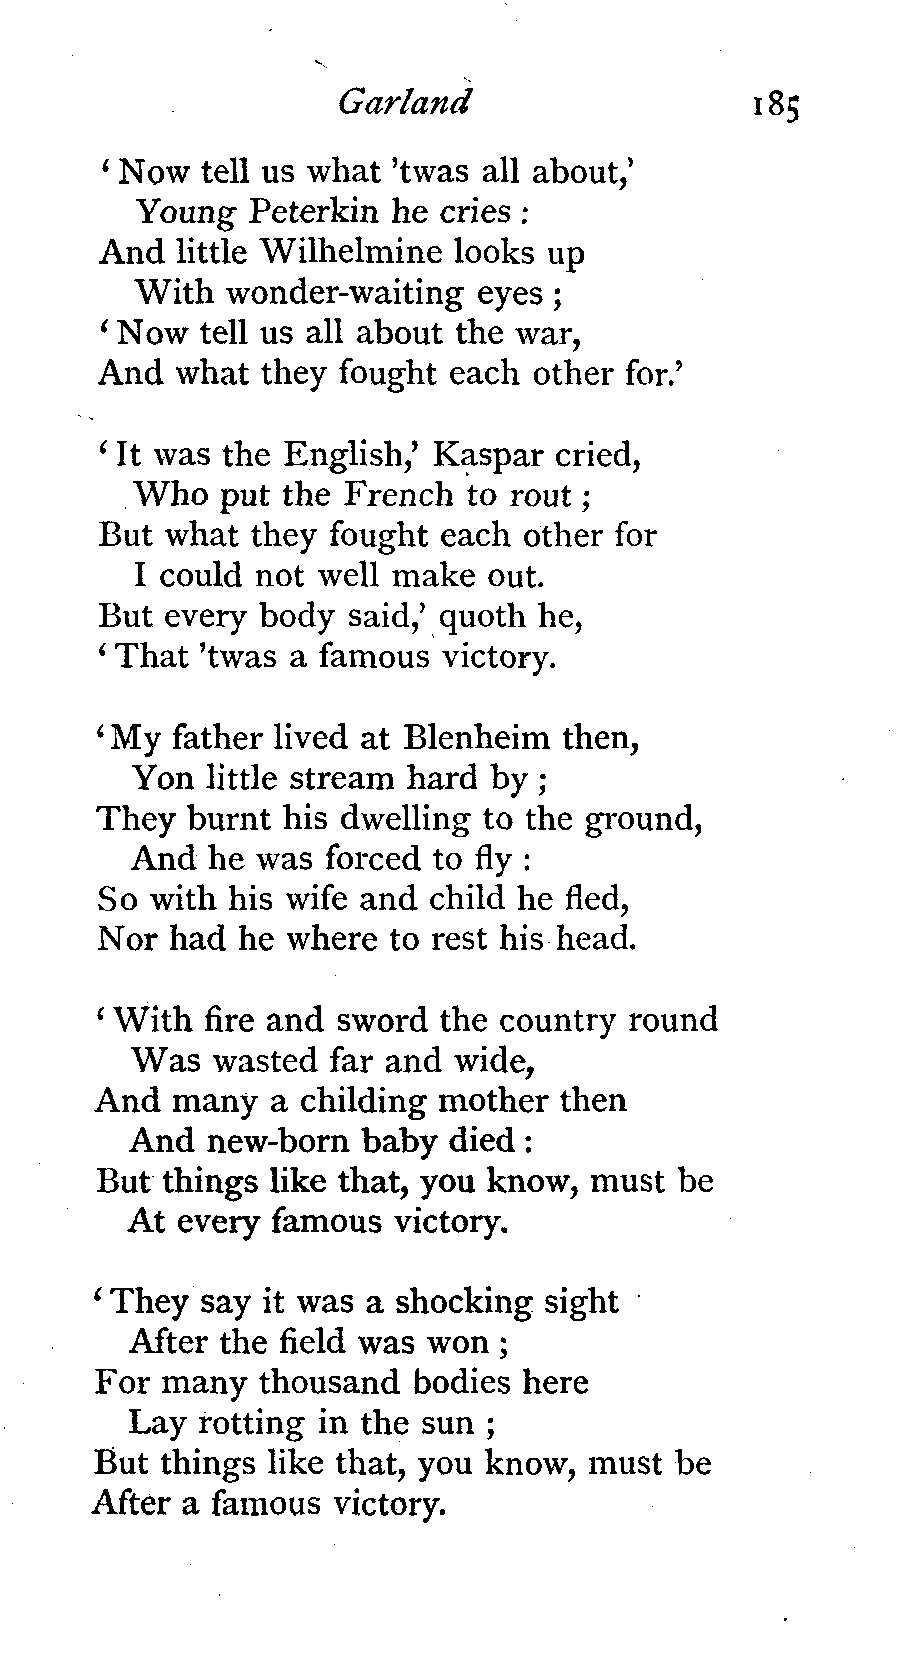 Garland 185
‘Now tell us what ’twas all about,’
Young Peterkin he cries :
And little Wilhelmine looks up
With wonder-waiting eyes ;
‘Now tell us all about the war,
And what they fought each other for.’
‘It was the English,’ Kaspar cried,
Who put the French to rout ;
But what they fought each other for
I could not well make out.
But every body said,’ quoth he,
‘That ’twas a famous victory.
‘My father lived at Blenheim then,
Yon little stream hard by ;
They burnt his dwelling to the ground,
And he was forced to fly :
So with his wife and child he fled,
Nor had he where to rest his head.
‘With fire and sword the country round
Was wasted far and wide,
And many a childing mother then
And new-born baby died :
But things like that, you know, must be
At every famous victory.
‘They say it was a shocking sight
After the field was won ;
For many thousand bodies here
Lay rotting in the sun ;
But things like that, you know, must be
After a famous victory.